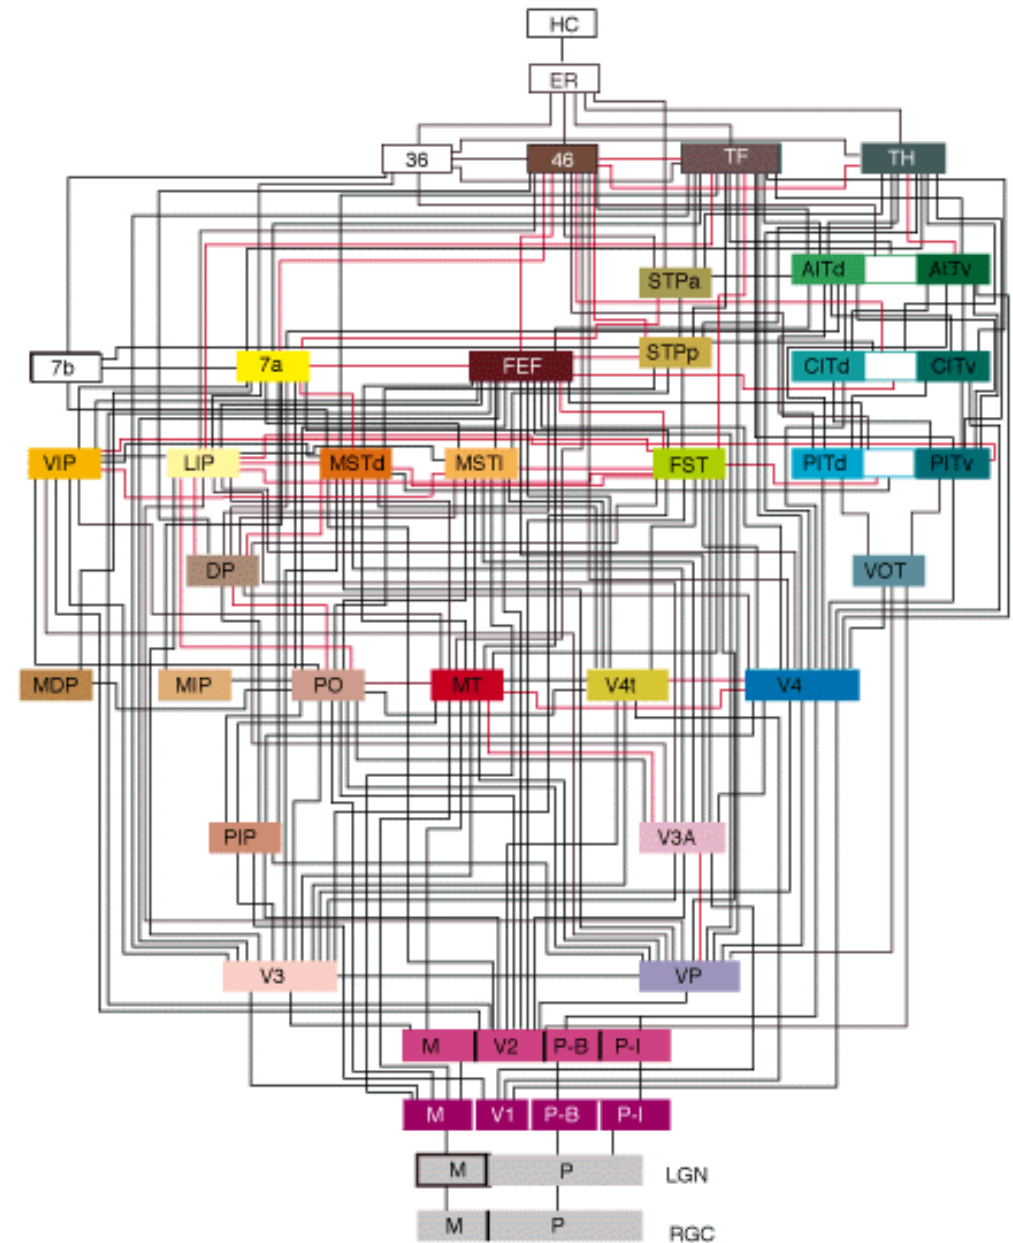 HC
ER
36 46 TF TH
STPa AITd AITv
7b 7a FEF STPp CITd CITv
VIP LIP MSTd MSTl FST PITd PITv
DP VOT
MDP MIP PO MT V4t V4
PIP V3A
V3 VP
M V2 P-B P-I
M V1 P-B P-I
M P LGN
M P RGC